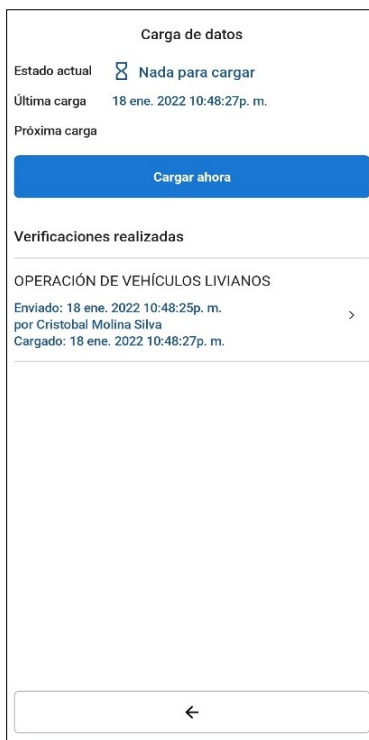 Carga de datos
Estado actual Nada para cargar
Última carga 18 ene. 2022 10:48:27p. m.
Próxima carga
Cargar ahora
Verificaciones realizadas
OPERACIÓN DE VEHÍCULOS LIVIANOS
Enviado: 18 ene. 2022 10:48:25p. m.
por Cristobal Molina Silva
Cargado: 18 ene. 2022 10:48:27p. m.